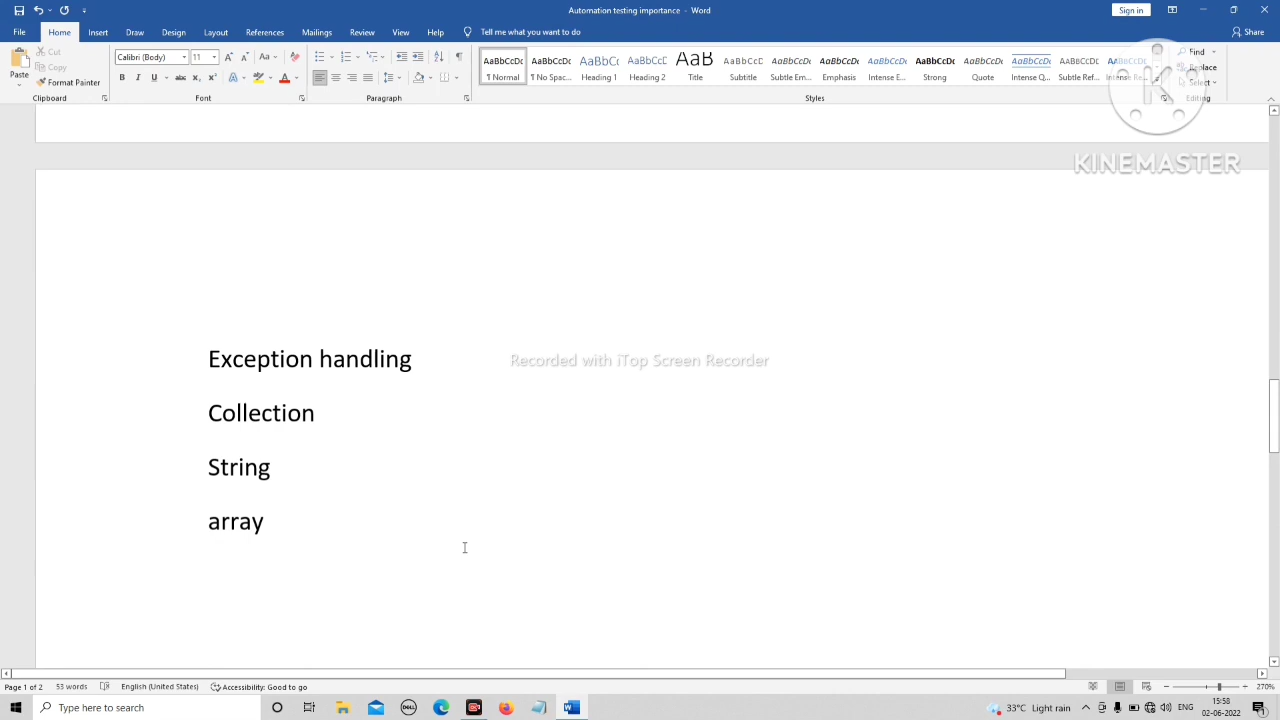 Automation testing importance - Word
Sign in
File Home Insert Draw Design Layout References Mailings Review View Help Tell me what you want to do Share
Paste
Cut
Copy
Format Painter
Calibri (Body) 11
AaBbCcDc AaBbCcDc AaBbCc AaBbCcC AaB AaBbCcD AaBbCcDc AaBbCcDc AaBbCcDc AaBbCcDc AaBbCcDc AaBbCcDc AaBbCcDc
¶ Normal ¶ No Spac... Heading 1 Heading 2 Title Subtitle Subtle Em... Emphasis Intense E... Strong Quote Intense Q... Subtle Ref... Intense Re...
Find
Replace
Select
Clipboard Font Paragraph Styles Editing
KINEMASTER
Exception handling
Recorded with iTop Screen Recorder
Collection
String
array
Page 1 of 2 53 words English (United States) Accessibility: Good to go 270%
Type here to search
33°C Light rain ENG 15:58
02-06-2022